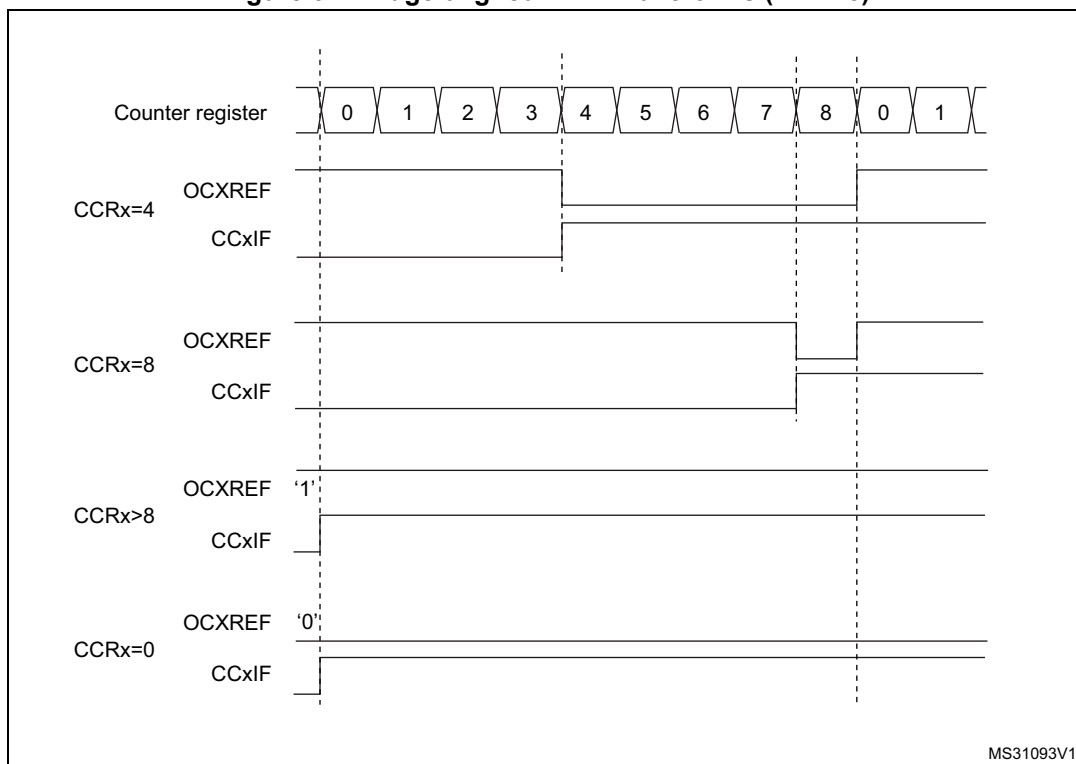 Counter register 0 1 2 3 4 5 6 7 8 0 1
OCXREF
CCRx=4
CCxIF
OCXREF
CCRx=8
CCxIF
OCXREF ‘1’
CCRx>8
CCxIF
OCXREF ‘0’
CCRx=0
CCxIF
MS31093V1